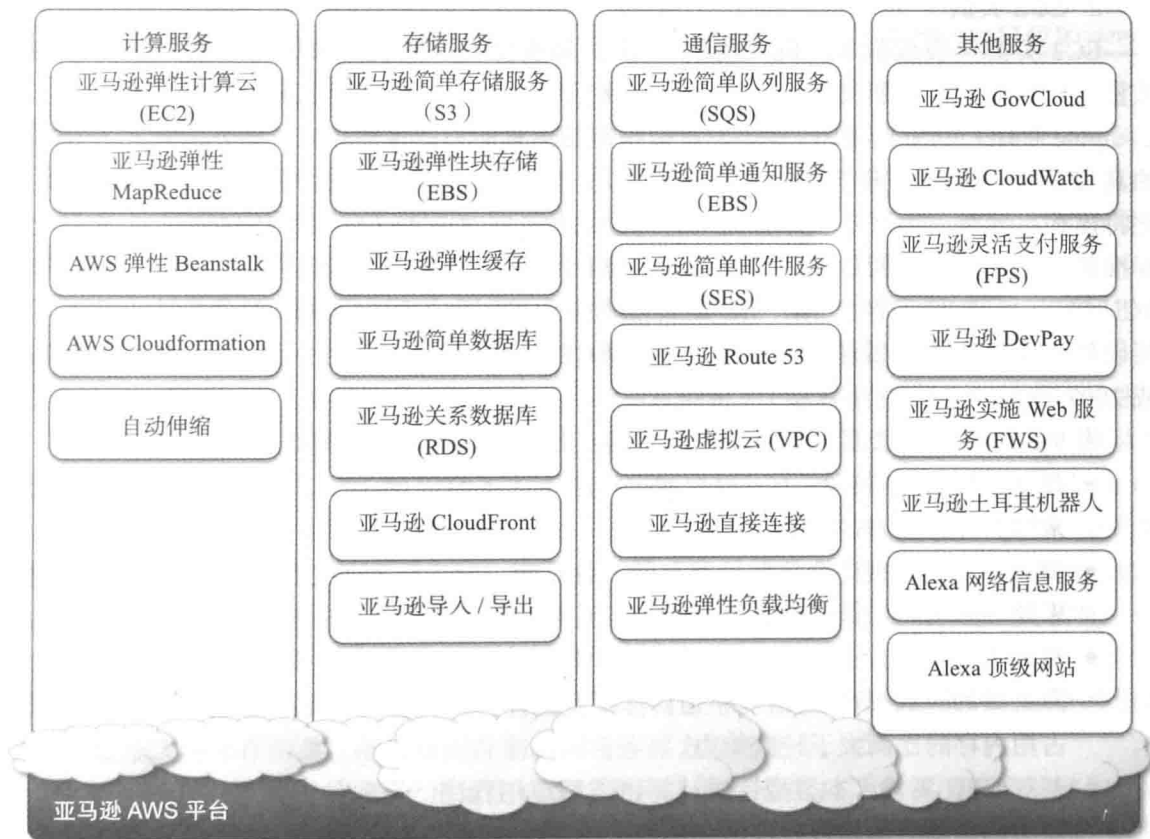 计算服务
亚马逊弹性计算云
(EC2)
亚马逊弹性
MapReduce
AWS 弹性 Beanstalk
AWS Cloudformation
自动伸缩
存储服务
亚马逊简单存储服务
(S3）
亚马逊弹性块存储
（EBS）
亚马逊弹性缓存
亚马逊简单数据库
亚马逊关系数据库
(RDS)
亚马逊 CloudFront
亚马逊导入 / 导出
通信服务
亚马逊简单队列服务
(SQS)
亚马逊简单通知服务
（EBS）
亚马逊简单邮件服务
(SES)
亚马逊 Route 53
亚马逊虚拟云 (VPC)
亚马逊直接连接
亚马逊弹性负载均衡
其他服务
亚马逊 GovCloud
亚马逊 CloudWatch
亚马逊灵活支付服务
(FPS)
亚马逊 DevPay
亚马逊实施 Web 服
务 (FWS)
亚马逊土耳其机器人
Alexa 网络信息服务
Alexa 顶级网站
亚马逊 AWS 平台